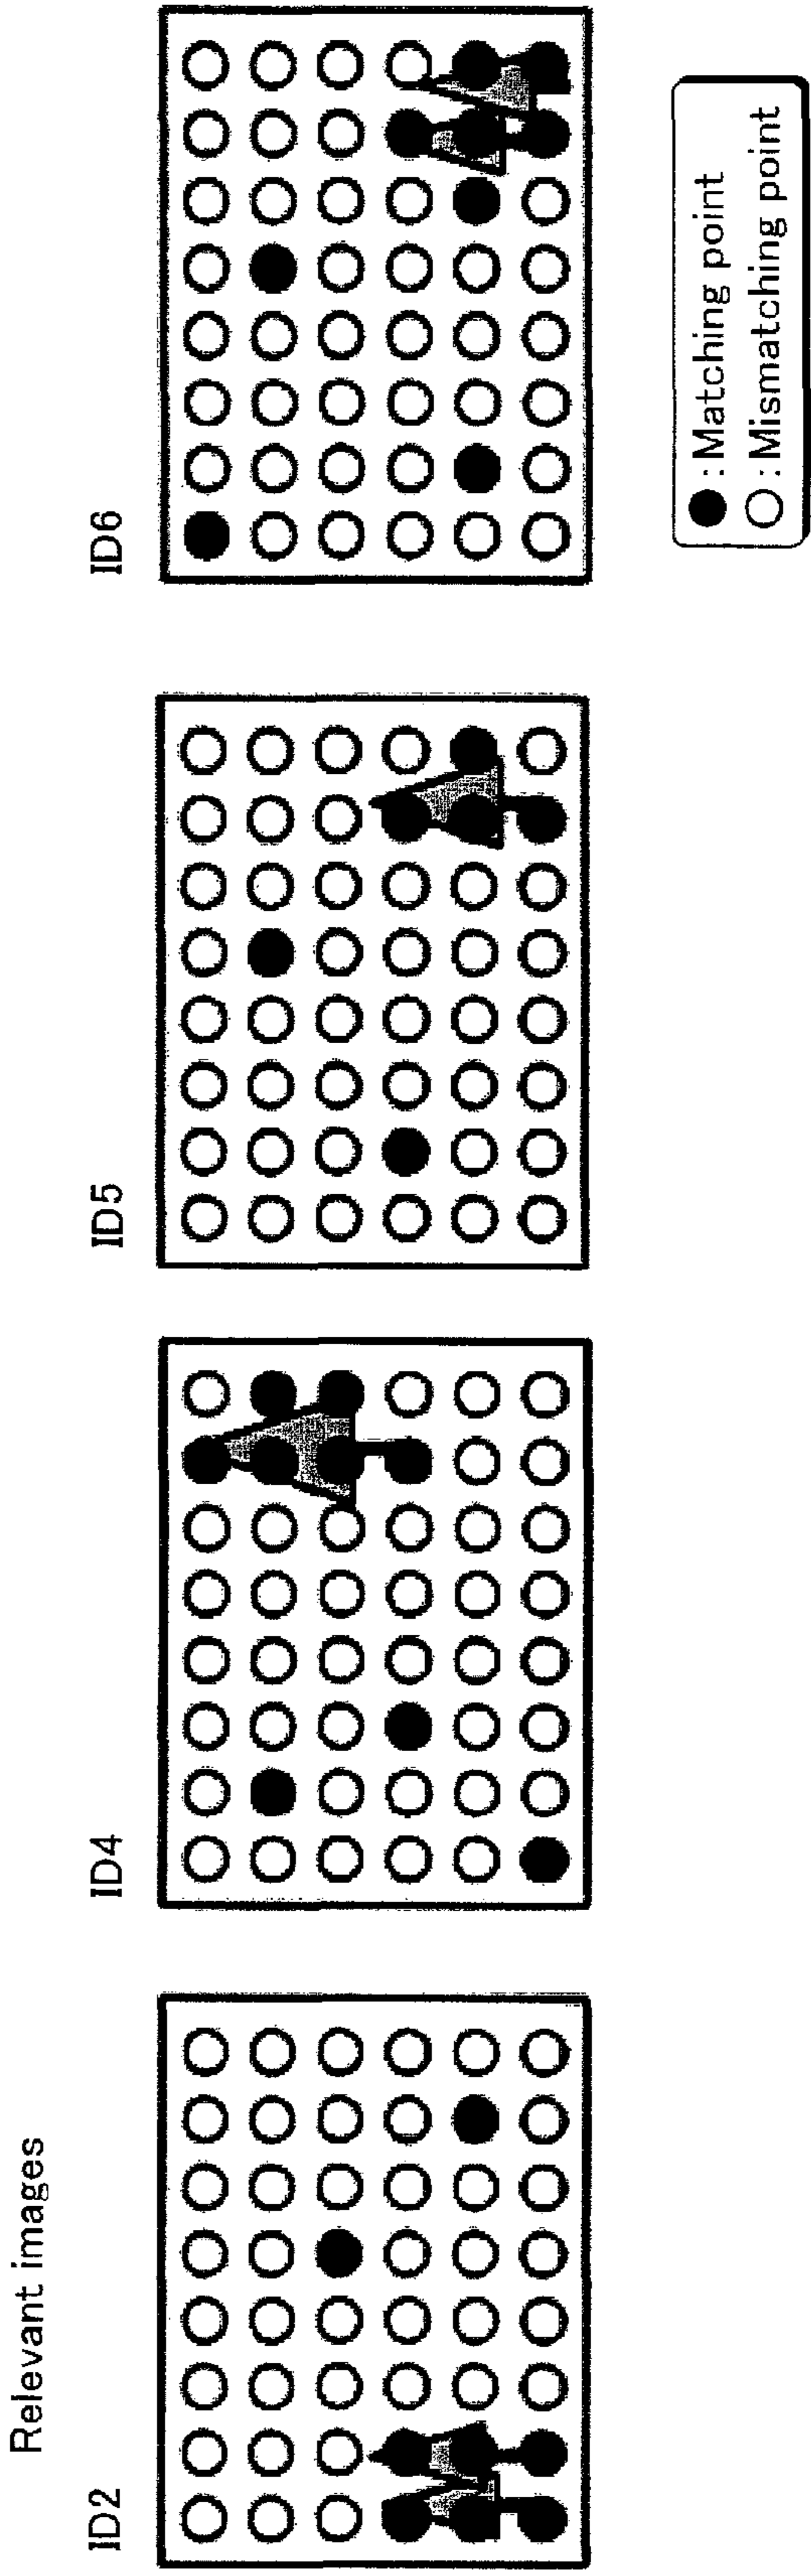 Relevant images
ID2
ID4
ID5
ID6
: Matching point
: Mismatching point